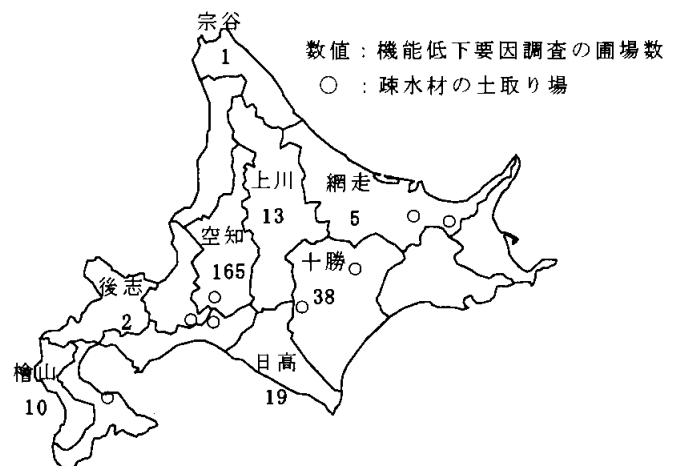 宗谷
1
数値：機能低下要因調査の圃場数
○ ：疎水材の土取り場
上川
13
網走
5
空知
165
十勝
38
後志
2
日高
19
檜山
10